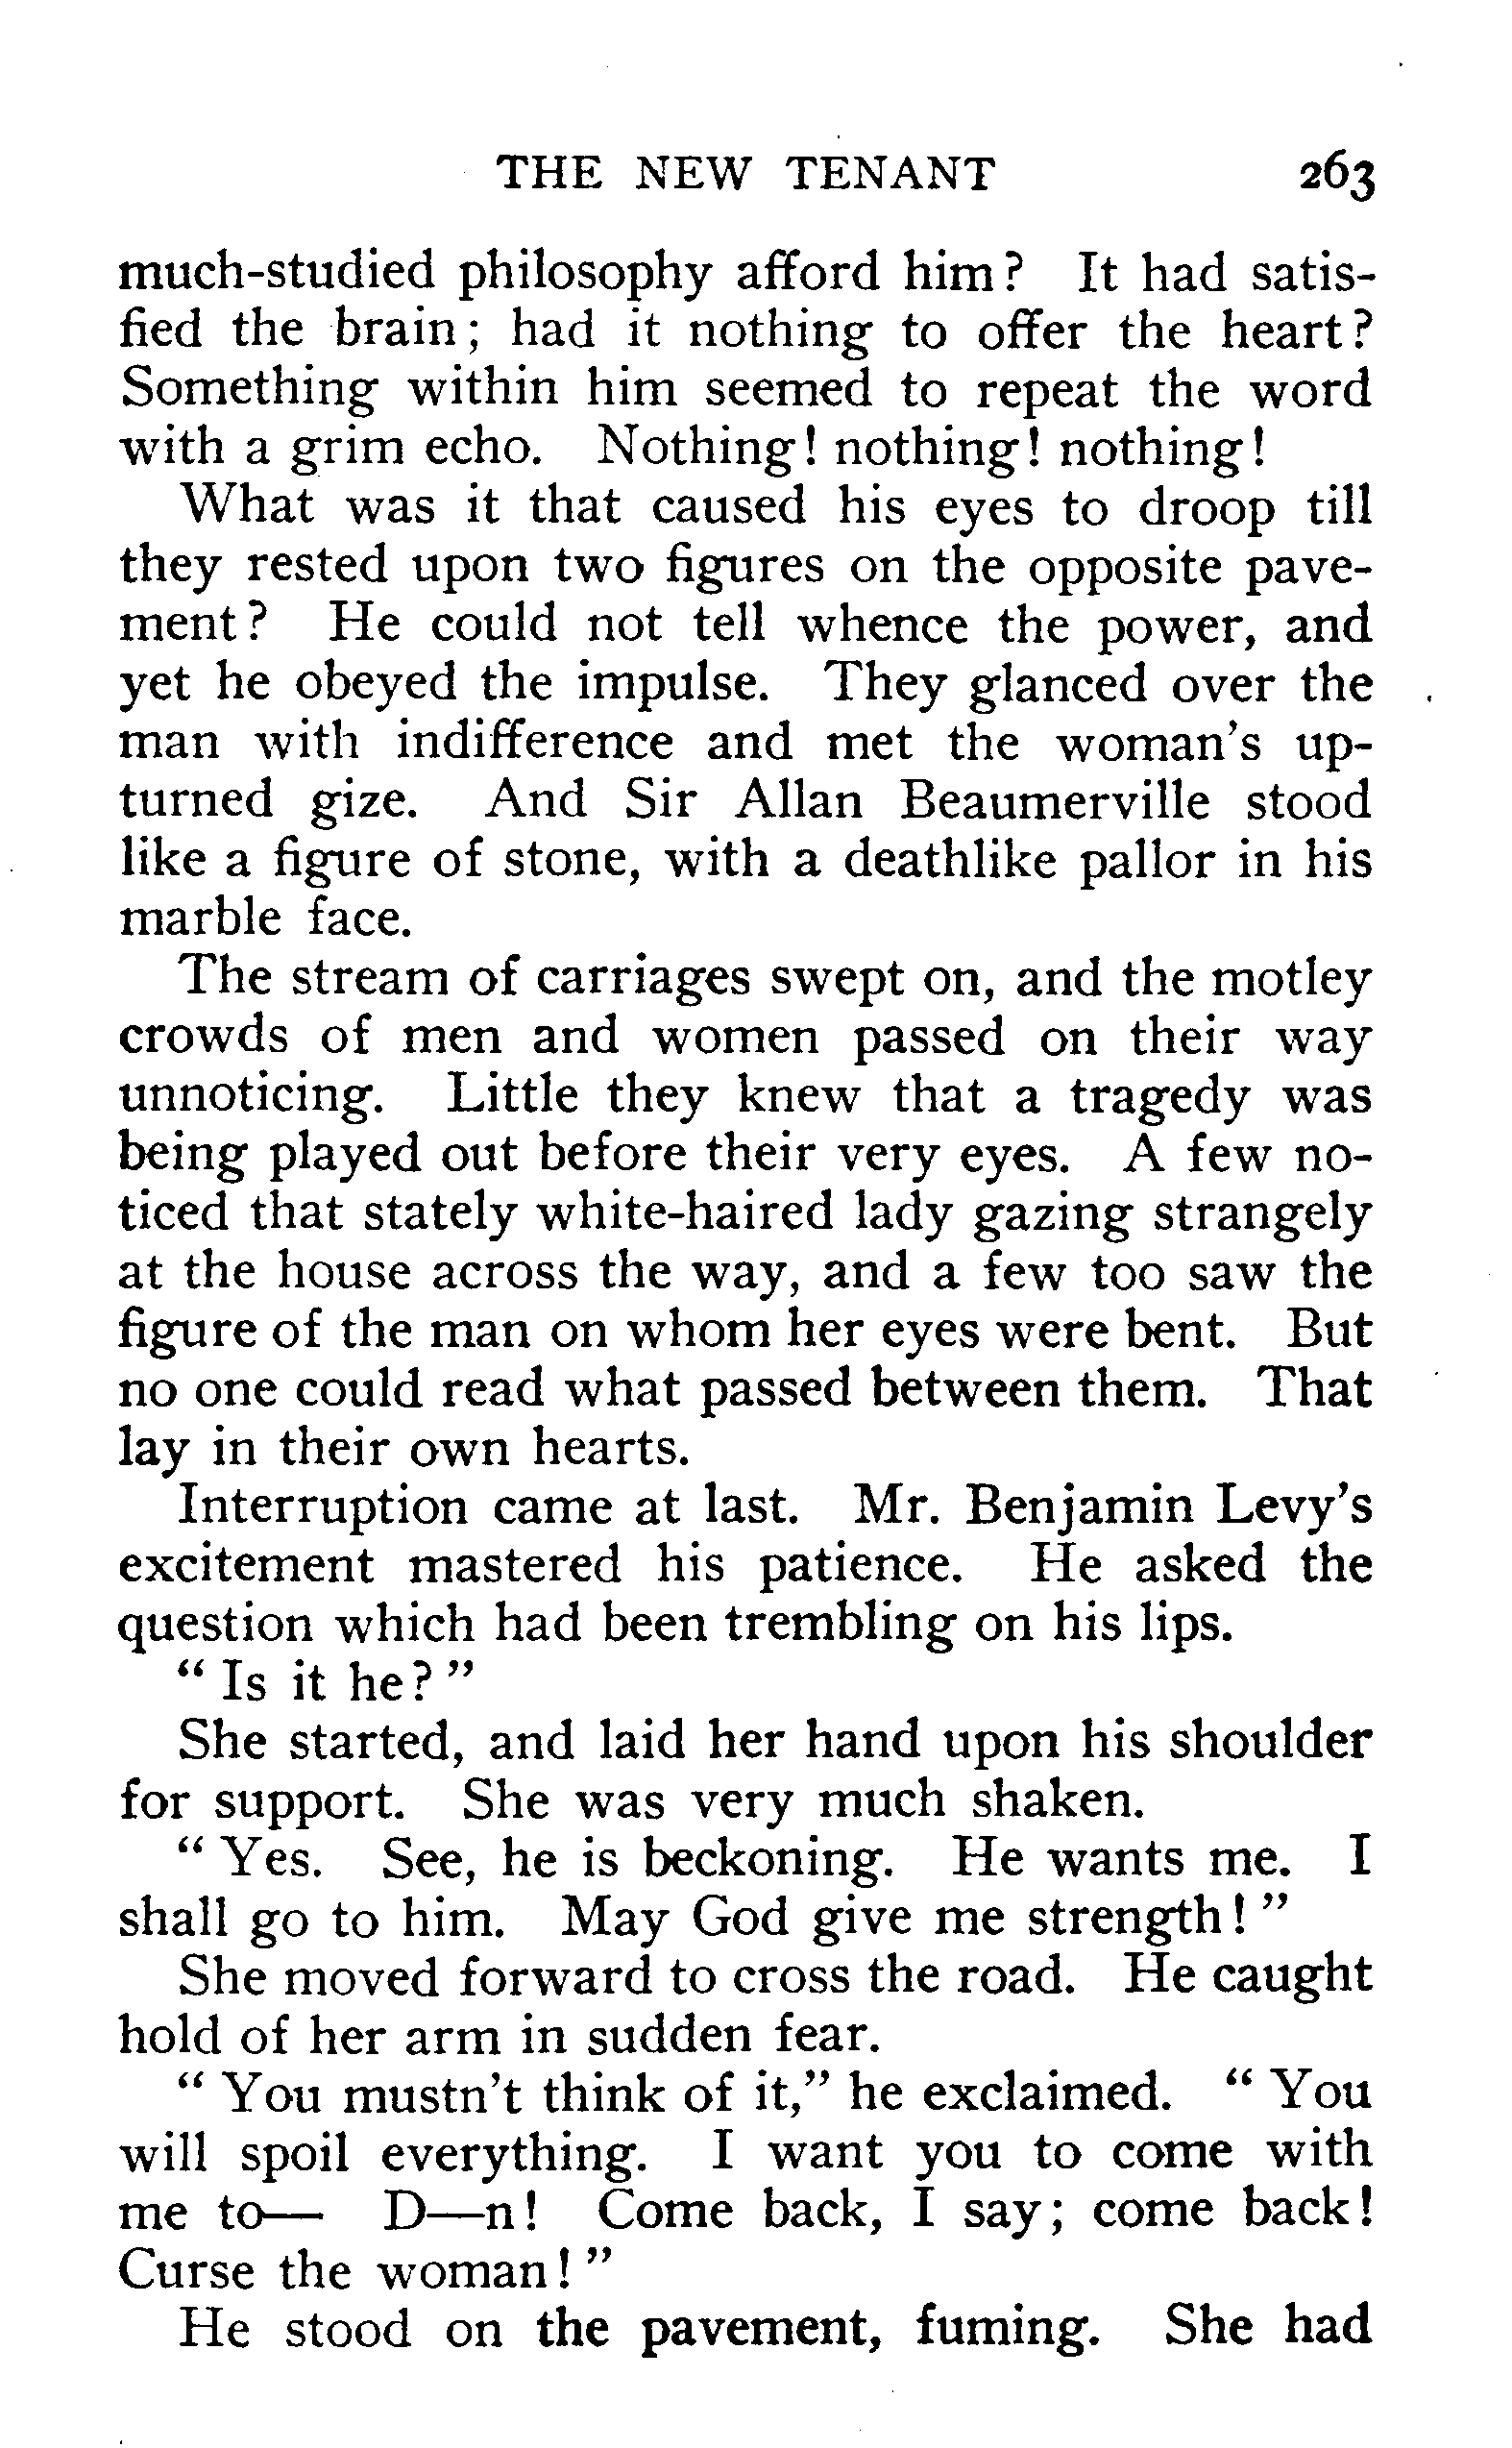 THE NEW TENANT 263
much-studied philosophy afford him? It had satis-
fied the brain; had it nothing to offer the heart?
Something within him seemed to repeat the word
with a grim echo. Nothing! nothing! nothing!
What was it that caused his eyes to droop till
they rested upon two figures on the opposite pave-
ment? He could not tell whence the power, and
yet he obeyed the impulse. They glanced over the
man with indifference and met the woman's up-
turned gize. And Sir Allan Beaumerville stood
like a figure of stone, with a deathlike pallor in his
marble face.
The stream of carriages swept on, and the motley
crowds of men and women passed on their way
unnoticing. Little they knew that a tragedy was
being played out before their very eyes. A few no-
ticed that stately white-haired lady gazing strangely
at the house across the way, and a few too saw the
figure of the man on whom her eyes were bent. But
no one could read what passed between them. That
lay in their own hearts.
Interruption came at last. Mr. Benjamin Levy's
excitement mastered his patience. He asked the
question which had been trembling on his lips.
"Is it he?"
She started, and laid her hand upon his shoulder
for support. She was very much shaken.
"Yes. See, he is beckoning. He wants me. I
shall go to him. May God give me strength!"
She moved forward to cross the road. He caught
hold of her arm in sudden fear.
"You mustn't think of it," he exclaimed. "You
will spoil everything. I want you to come with
me to— D—n! Come back, I say; come back!
Curse the woman!"
He stood on the pavement, fuming. She had